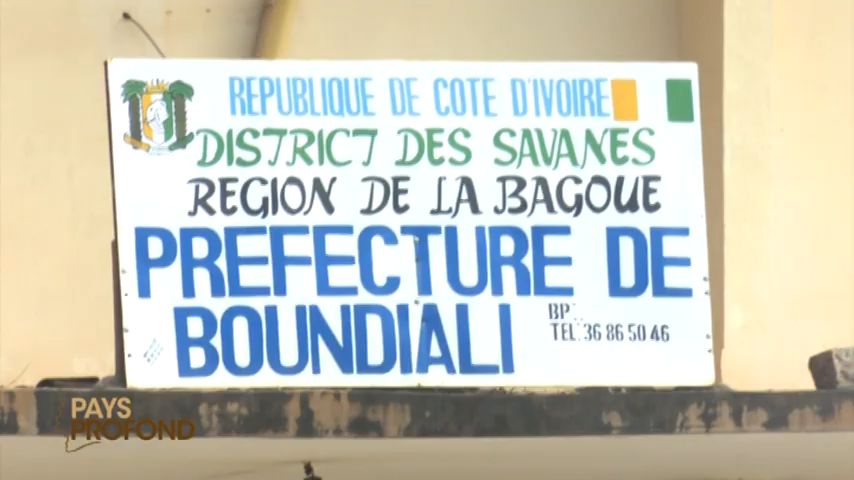 REPUBLIQUE DE COTE D'IVOIRE
DISTRICT DES SAVANES
REGION DE LA BAGOUE
PREFECTURE DE
BOUNDIALI
BP
TEL: 36 86 50 46
PAYS
PROFOND